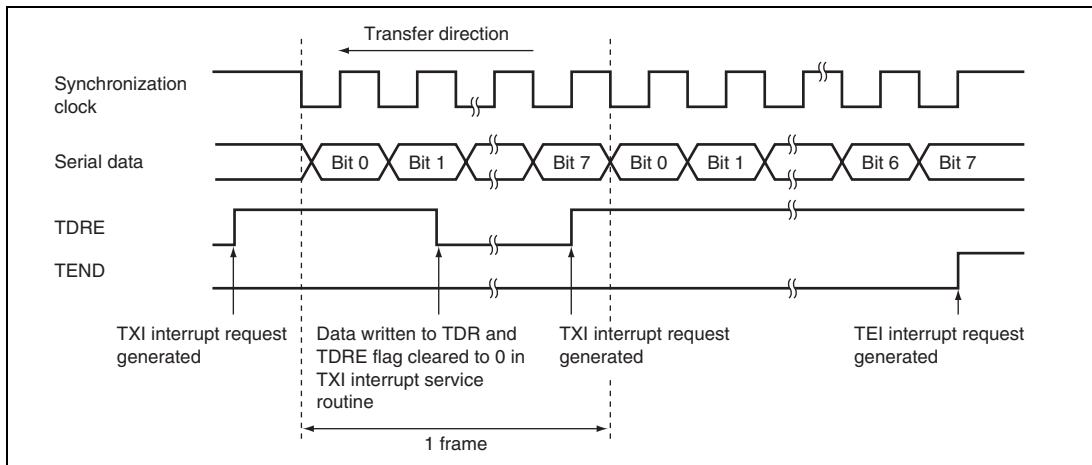 Transfer direction
Synchronization
clock
Serial data
Bit 0
Bit 1
Bit 7
Bit 0
Bit 1
Bit 6
Bit 7
TDRE
TEND
TXI interrupt request
generated
Data written to TDR and
TDRE flag cleared to 0 in
TXI interrupt service
routine
TXI interrupt request
generated
TEI interrupt request
generated
1 frame